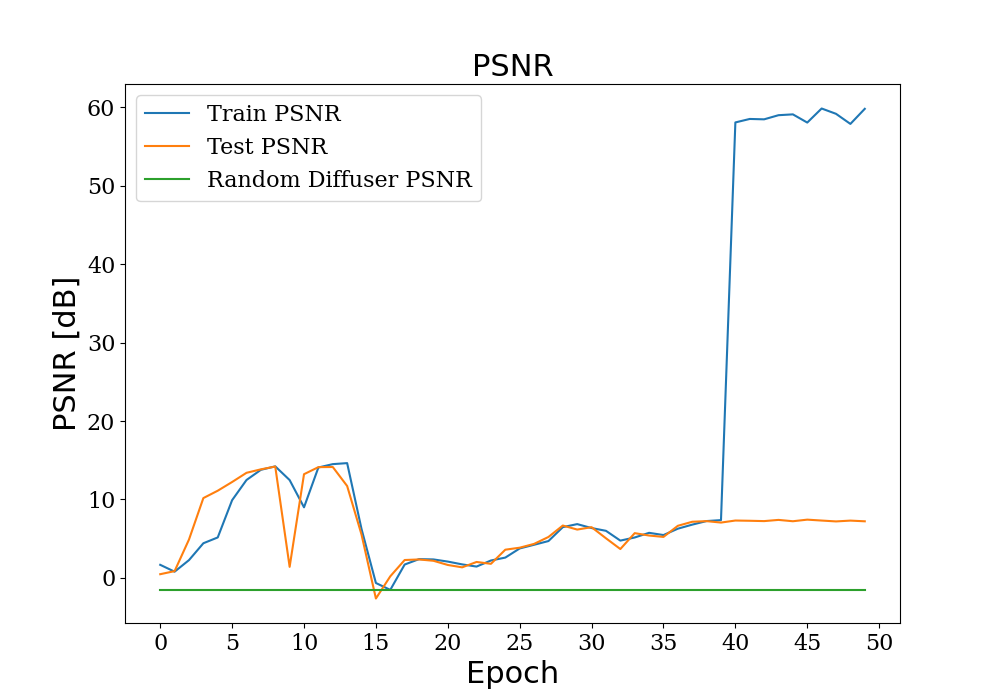 PSNR
Train PSNR
Test PSNR
Random Diffuser PSNR
PSNR [dB]
60
50
40
30
20
10
0
0 5 10 15 20 25 30 35 40 45 50
Epoch